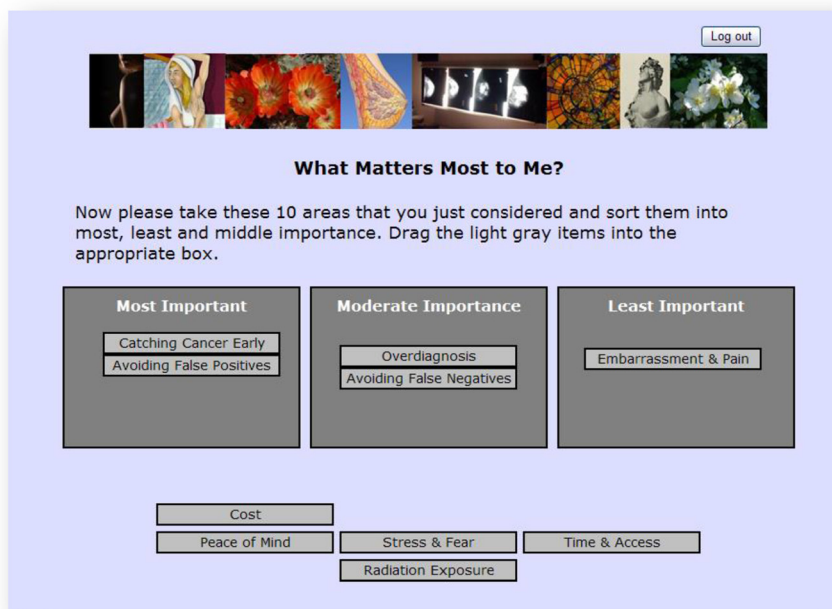 Log out
What Matters Most to Me?
Now please take these 10 areas that you just considered and sort them into
most, least and middle importance. Drag the light gray items into the
appropriate box.
Most Important
Catching Cancer Early
Avoiding False Positives
Moderate Importance
Overdiagnosis
Avoiding False Negatives
Least Important
Embarrassment & Pain
Cost
Peace of Mind
Stress & Fear
Time & Access
Radiation Exposure